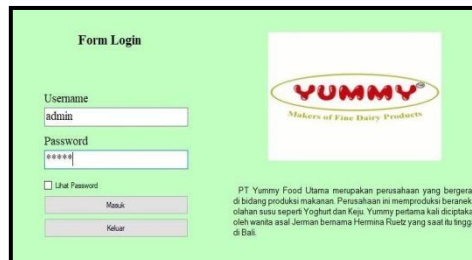 Form Login
Username
admin
Password
*****
Lihat Password
Masuk
Keluar
YUMMY
Makers of Fine Dairy Products
PT Yummy Food Utama merupakan perusahaan yang bergera
di bidang produksi makanan. Perusahaan ini memproduksi beranek
olahan susu seperti Yoghurt dan Keju. Yummy pertama kali diciptaka
oleh wanita asal Jerman bernama Hermina Ruetz yang saat itu tingga
di Bali.